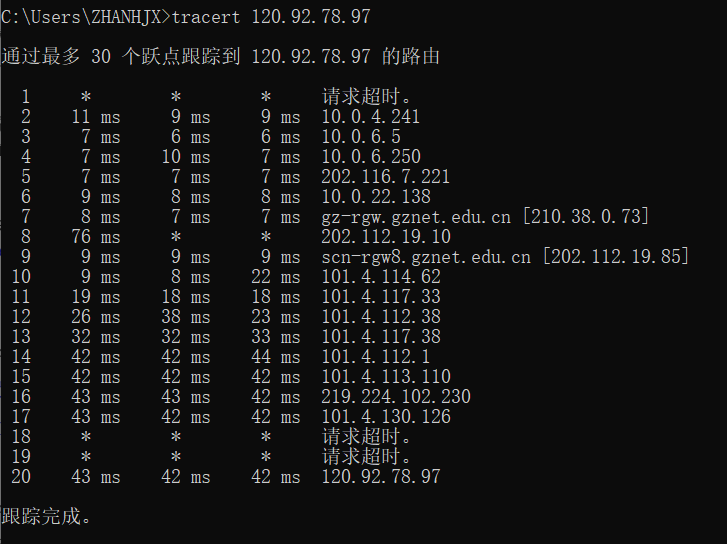 C:\Users\ZHANHJX>tracert 120.92.78.97
通过最多 30 个跃点跟踪到 120.92.78.97 的路由
1 * * * 请求超时。
2 11 ms 9 ms 9 ms 10.0.4.241
3 7 ms 6 ms 6 ms 10.0.6.5
4 7 ms 10 ms 7 ms 10.0.6.250
5 7 ms 7 ms 7 ms 202.116.7.221
6 9 ms 8 ms 8 ms 10.0.22.138
7 8 ms 7 ms 7 ms gz-rgw.gznet.edu.cn [210.38.0.73]
8 76 ms * * 202.112.19.10
9 9 ms 9 ms 9 ms scn-rgw8.gznet.edu.cn [202.112.19.85]
10 9 ms 8 ms 22 ms 101.4.114.62
11 19 ms 18 ms 18 ms 101.4.117.33
12 26 ms 38 ms 23 ms 101.4.112.38
13 32 ms 32 ms 33 ms 101.4.117.38
14 42 ms 42 ms 44 ms 101.4.112.1
15 42 ms 42 ms 42 ms 101.4.113.110
16 43 ms 43 ms 42 ms 219.224.102.230
17 43 ms 42 ms 42 ms 101.4.130.126
18 * * * 请求超时。
19 * * * 请求超时。
20 43 ms 42 ms 42 ms 120.92.78.97
跟踪完成。